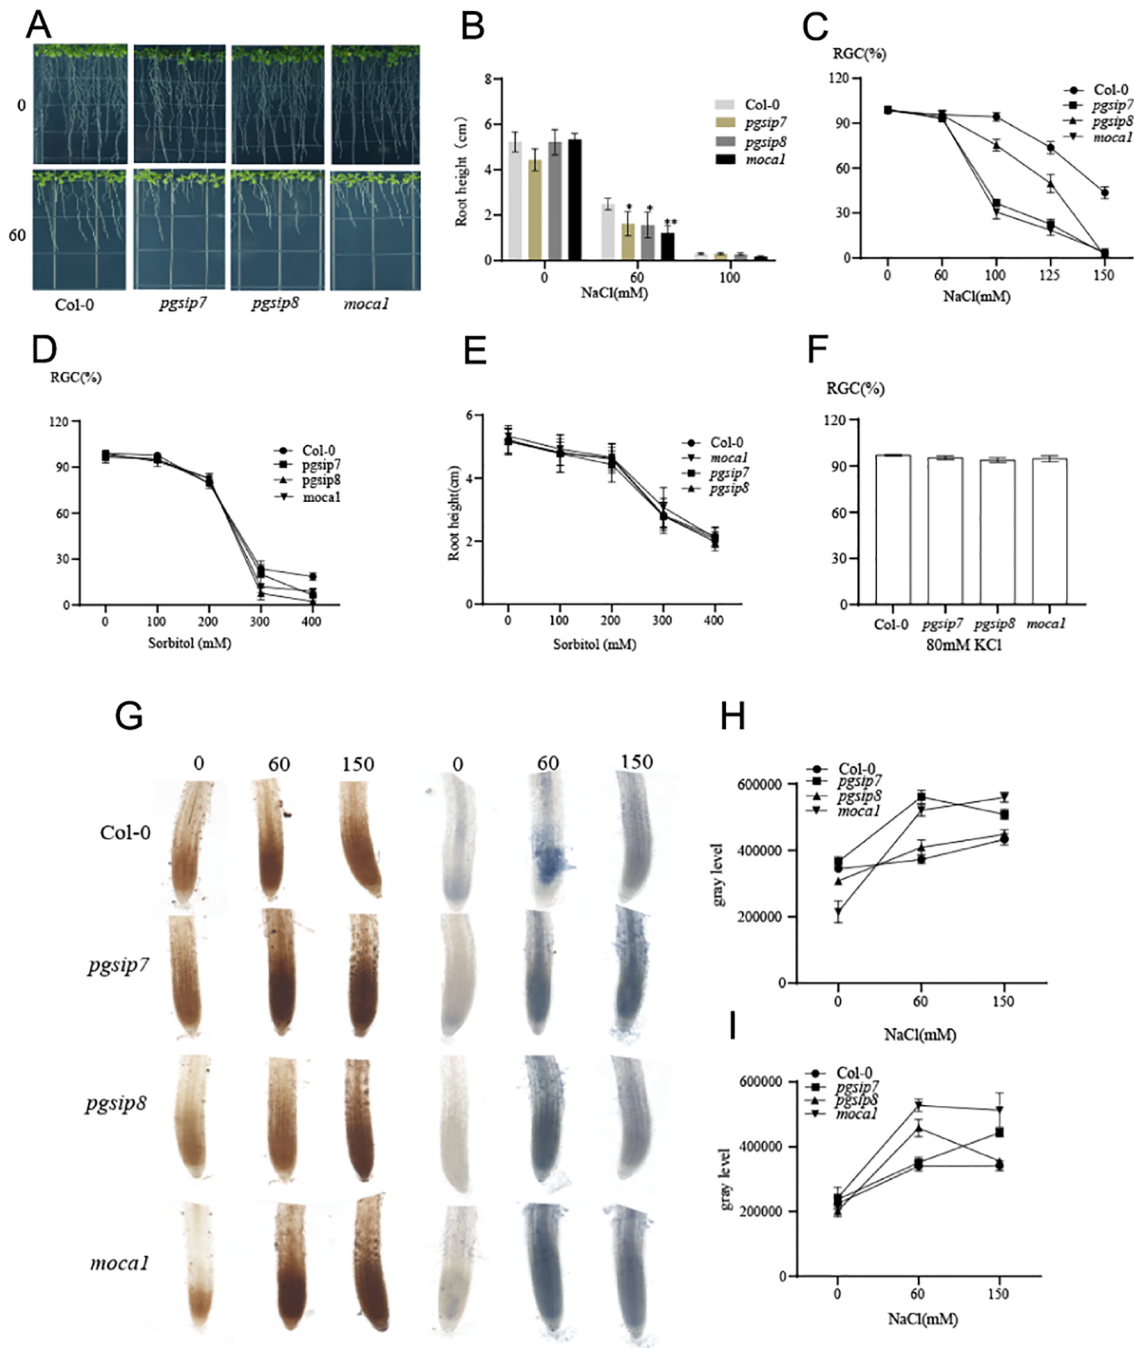 A
0
60
Col-0
pgsip7
pgsip8
moca1
B
8
6
4
2
0
Root height (cm)
Col-0
pgsip7
pgsip8
moca1
*
*
**
0
60
100
NaCl(mM)
C
RGC(%)
120
90
60
30
0
Col-0
pgsip7
pgsip8
moca1
0
60
100
125
150
NaCl(mM)
D
RGC(%)
120
90
60
30
0
Col-0
pgsip7
pgsip8
moca1
0
100
200
300
400
Sorbitol (mM)
E
6
4
2
0
Root height(cm)
Col-0
moca1
pgsip7
pgsip8
0
100
200
300
400
Sorbitol (mM)
F
RGC(%)
120
90
60
30
0
Col-0
pgsip7
pgsip8
moca1
80mM KCl
G
0
60
150
0
60
150
Col-0
pgsip7
pgsip8
moca1
H
600000
400000
200000
0
gray level
Col-0
pgsip7
pgsip8
moca1
0
60
150
NaCl(mM)
I
600000
400000
200000
0
gray level
Col-0
pgsip7
pgsip8
moca1
0
60
150
NaCl(mM)